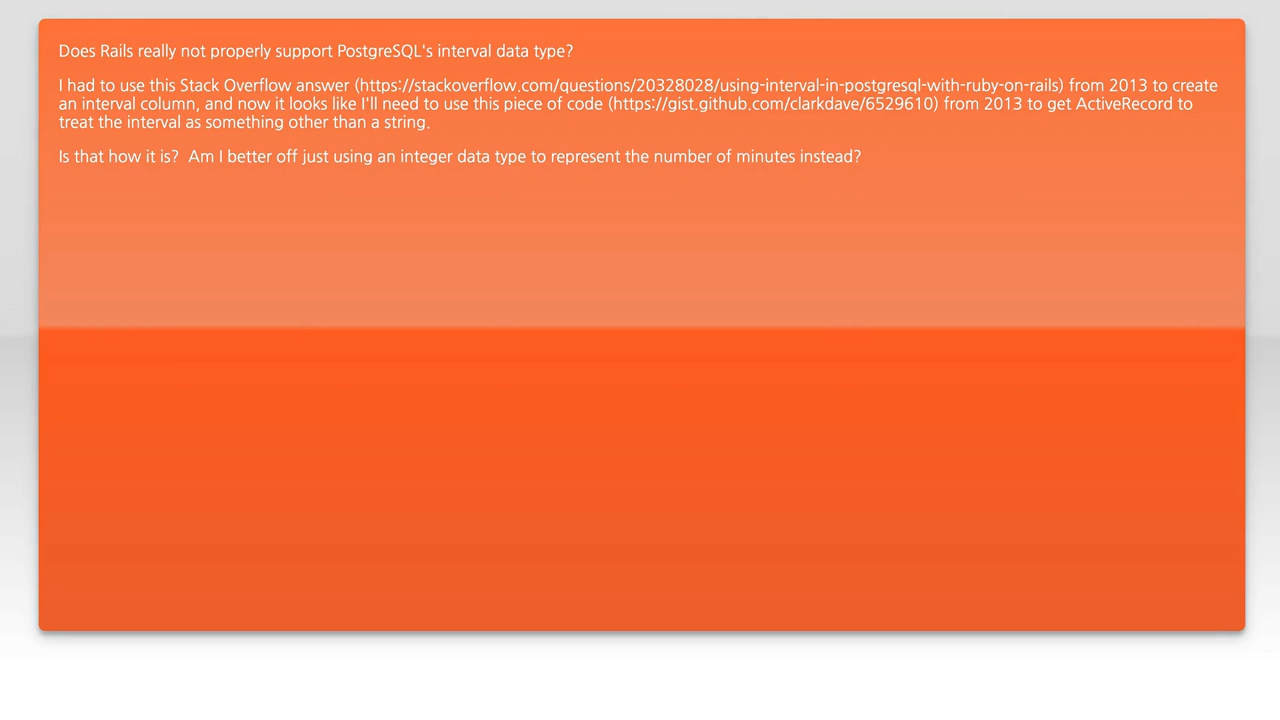 Does Rails really not properly support PostgreSQL's interval data type?
I had to use this Stack Overflow answer (https://stackoverflow.com/questions/20328028/using-interval-in-postgresql-with-ruby-on-rails) from 2013 to create
an interval column, and now it looks like I'll need to use this piece of code (https://gist.github.com/clarkdave/6529610) from 2013 to get ActiveRecord to
treat the interval as something other than a string.
Is that how it is?  Am I better off just using an integer data type to represent the number of minutes instead?